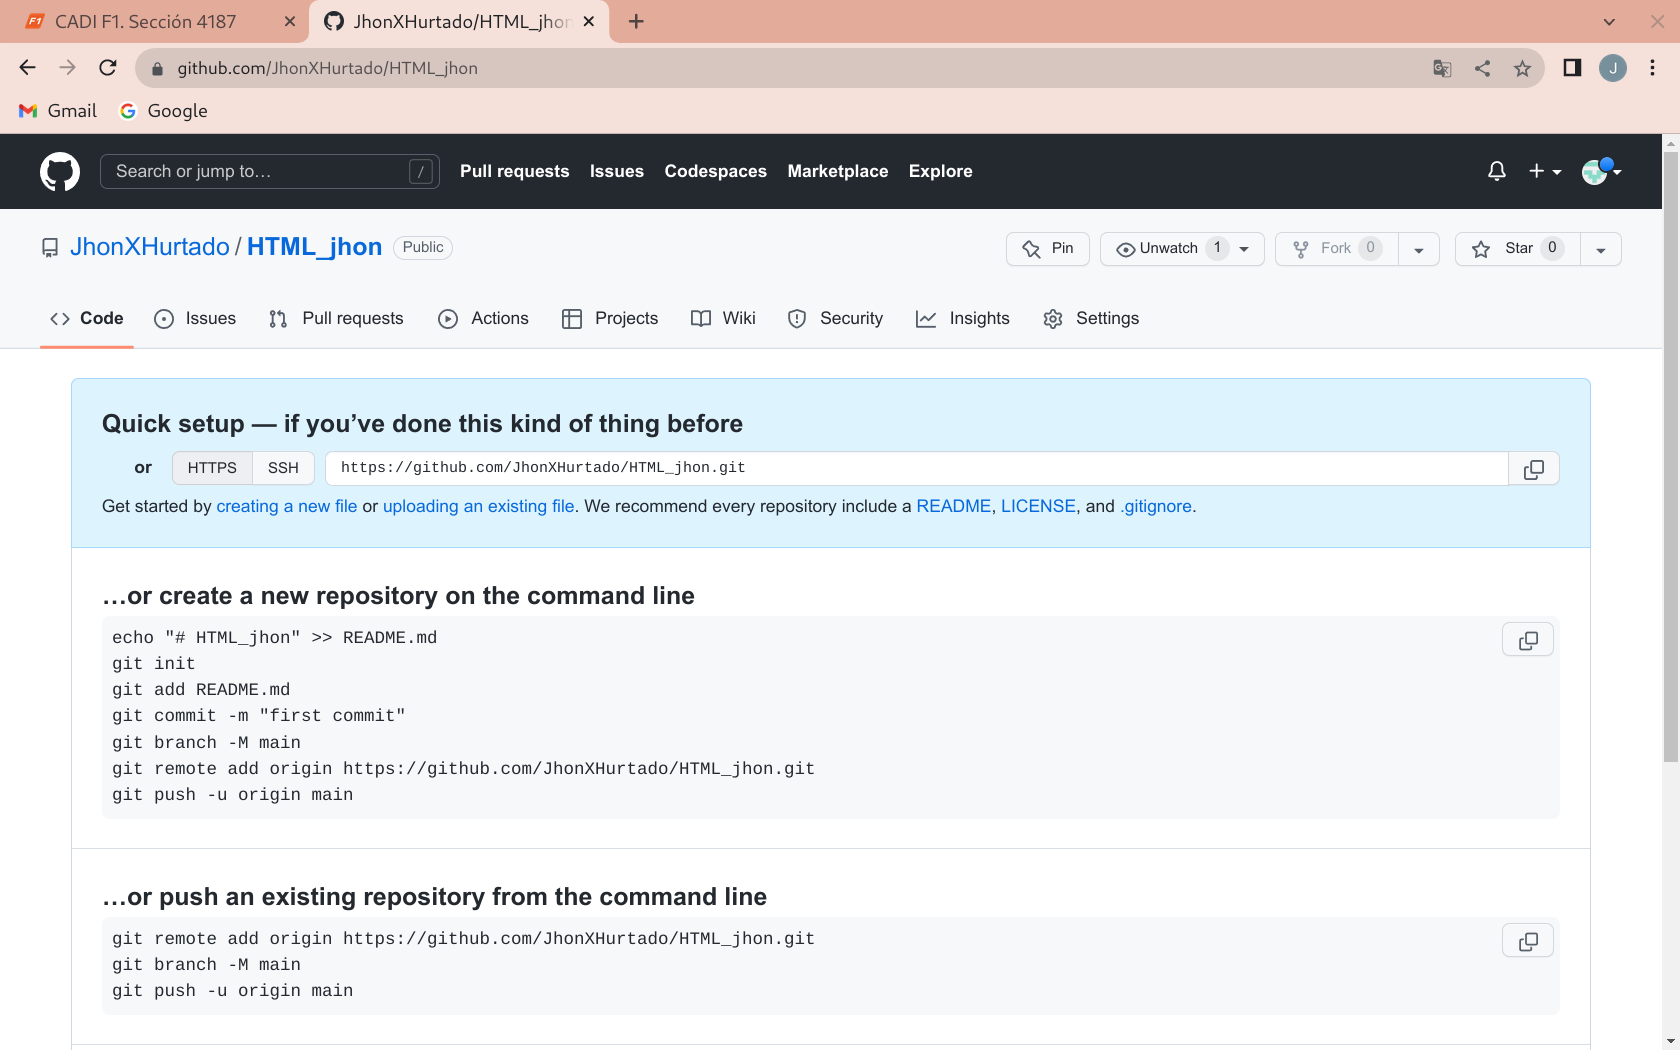 CADI F1. Sección 4187
JhonXHurtado/HTML_jhon
github.com/JhonXHurtado/HTML_jhon
J
Gmail
Google
Search or jump to…
/
Pull requests
Issues
Codespaces
Marketplace
Explore
JhonXHurtado / HTML_jhon
Public
Pin
Unwatch 1
Fork 0
Star 0
Code
Issues
Pull requests
Actions
Projects
Wiki
Security
Insights
Settings
Quick setup — if you’ve done this kind of thing before
or
HTTPS
SSH
https://github.com/JhonXHurtado/HTML_jhon.git
Get started by creating a new file or uploading an existing file. We recommend every repository include a README, LICENSE, and .gitignore.
…or create a new repository on the command line
echo "# HTML_jhon" >> README.md
git init
git add README.md
git commit -m "first commit"
git branch -M main
git remote add origin https://github.com/JhonXHurtado/HTML_jhon.git
git push -u origin main
…or push an existing repository from the command line
git remote add origin https://github.com/JhonXHurtado/HTML_jhon.git
git branch -M main
git push -u origin main